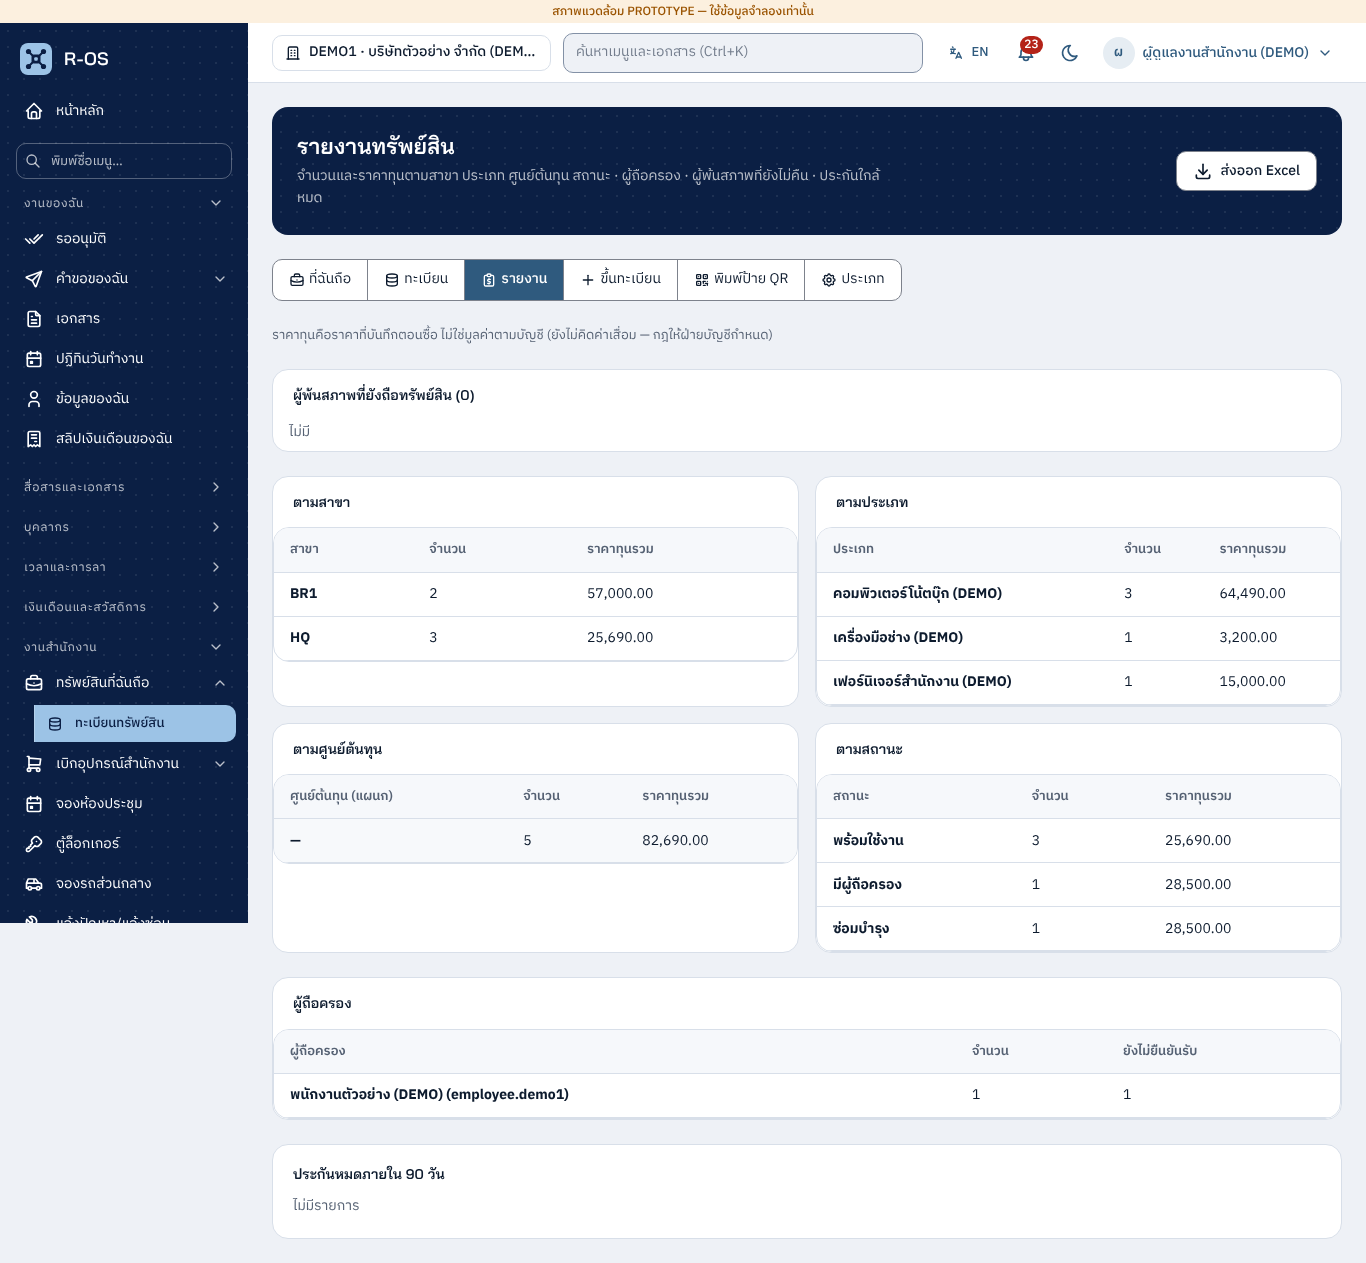 สภาพแวดล้อม PROTOTYPE — ใช้ข้อมูลจำลองเท่านั้น
R-OS
DEMO1 · บริษัทตัวอย่าง จำกัด (DEM...
ค้นหาเมนูและเอกสาร (Ctrl+K)
EN
23
ผ
ผู้ดูแลงานสำนักงาน (DEMO)
หน้าหลัก
พิมพ์ชื่อเมนู...
งานของฉัน
รออนุมัติ
คำขอของฉัน
เอกสาร
ปฏิทินวันทำงาน
ข้อมูลของฉัน
สลิปเงินเดือนของฉัน
สื่อสารและเอกสาร
บุคลากร
เวลาและการลา
เงินเดือนและสวัสดิการ
งานสำนักงาน
ทรัพย์สินที่ฉันถือ
ทะเบียนทรัพย์สิน
เบิกอุปกรณ์สำนักงาน
จองห้องประชุม
ตู้ล็อกเกอร์
จองรถส่วนกลาง
แจ้งปัญหา/แจ้งซ่อม
รายงานทรัพย์สิน
จำนวนและราคาทุนตามสาขา ประเภท ศูนย์ต้นทุน สถานะ · ผู้ถือครอง · ผู้พ้นสภาพที่ยังไม่คืน · ประกันใกล้
หมด
ส่งออก Excel
ที่ฉันถือ
ทะเบียน
รายงาน
ขึ้นทะเบียน
พิมพ์ป้าย QR
ประเภท
ราคาทุนคือราคาที่บันทึกตอนซื้อ ไม่ใช่มูลค่าตามบัญชี (ยังไม่คิดค่าเสื่อม — กฎให้ฝ่ายบัญชีกำหนด)
ผู้พ้นสภาพที่ยังถือทรัพย์สิน (0)
ไม่มี
ตามสาขา
สาขา จำนวน ราคาทุนรวม
BR1 2 57,000.00
HQ 3 25,690.00
ตามประเภท
ประเภท จำนวน ราคาทุนรวม
คอมพิวเตอร์โน้ตบุ๊ก (DEMO) 3 64,490.00
เครื่องมือช่าง (DEMO) 1 3,200.00
เฟอร์นิเจอร์สำนักงาน (DEMO) 1 15,000.00
ตามศูนย์ต้นทุน
ศูนย์ต้นทุน (แผนก) จำนวน ราคาทุนรวม
— 5 82,690.00
ตามสถานะ
สถานะ จำนวน ราคาทุนรวม
พร้อมใช้งาน 3 25,690.00
มีผู้ถือครอง 1 28,500.00
ซ่อมบำรุง 1 28,500.00
ผู้ถือครอง
ผู้ถือครอง จำนวน ยังไม่ยืนยันรับ
พนักงานตัวอย่าง (DEMO) (employee.demo1) 1 1
ประกันหมดภายใน 90 วัน
ไม่มีรายการ